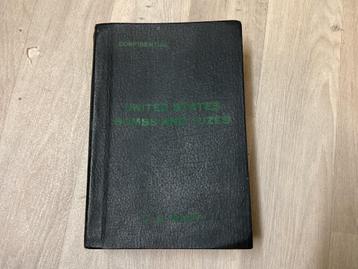 CONFIDENTIAL
UNITED STATES
BOMBS AND FUZES